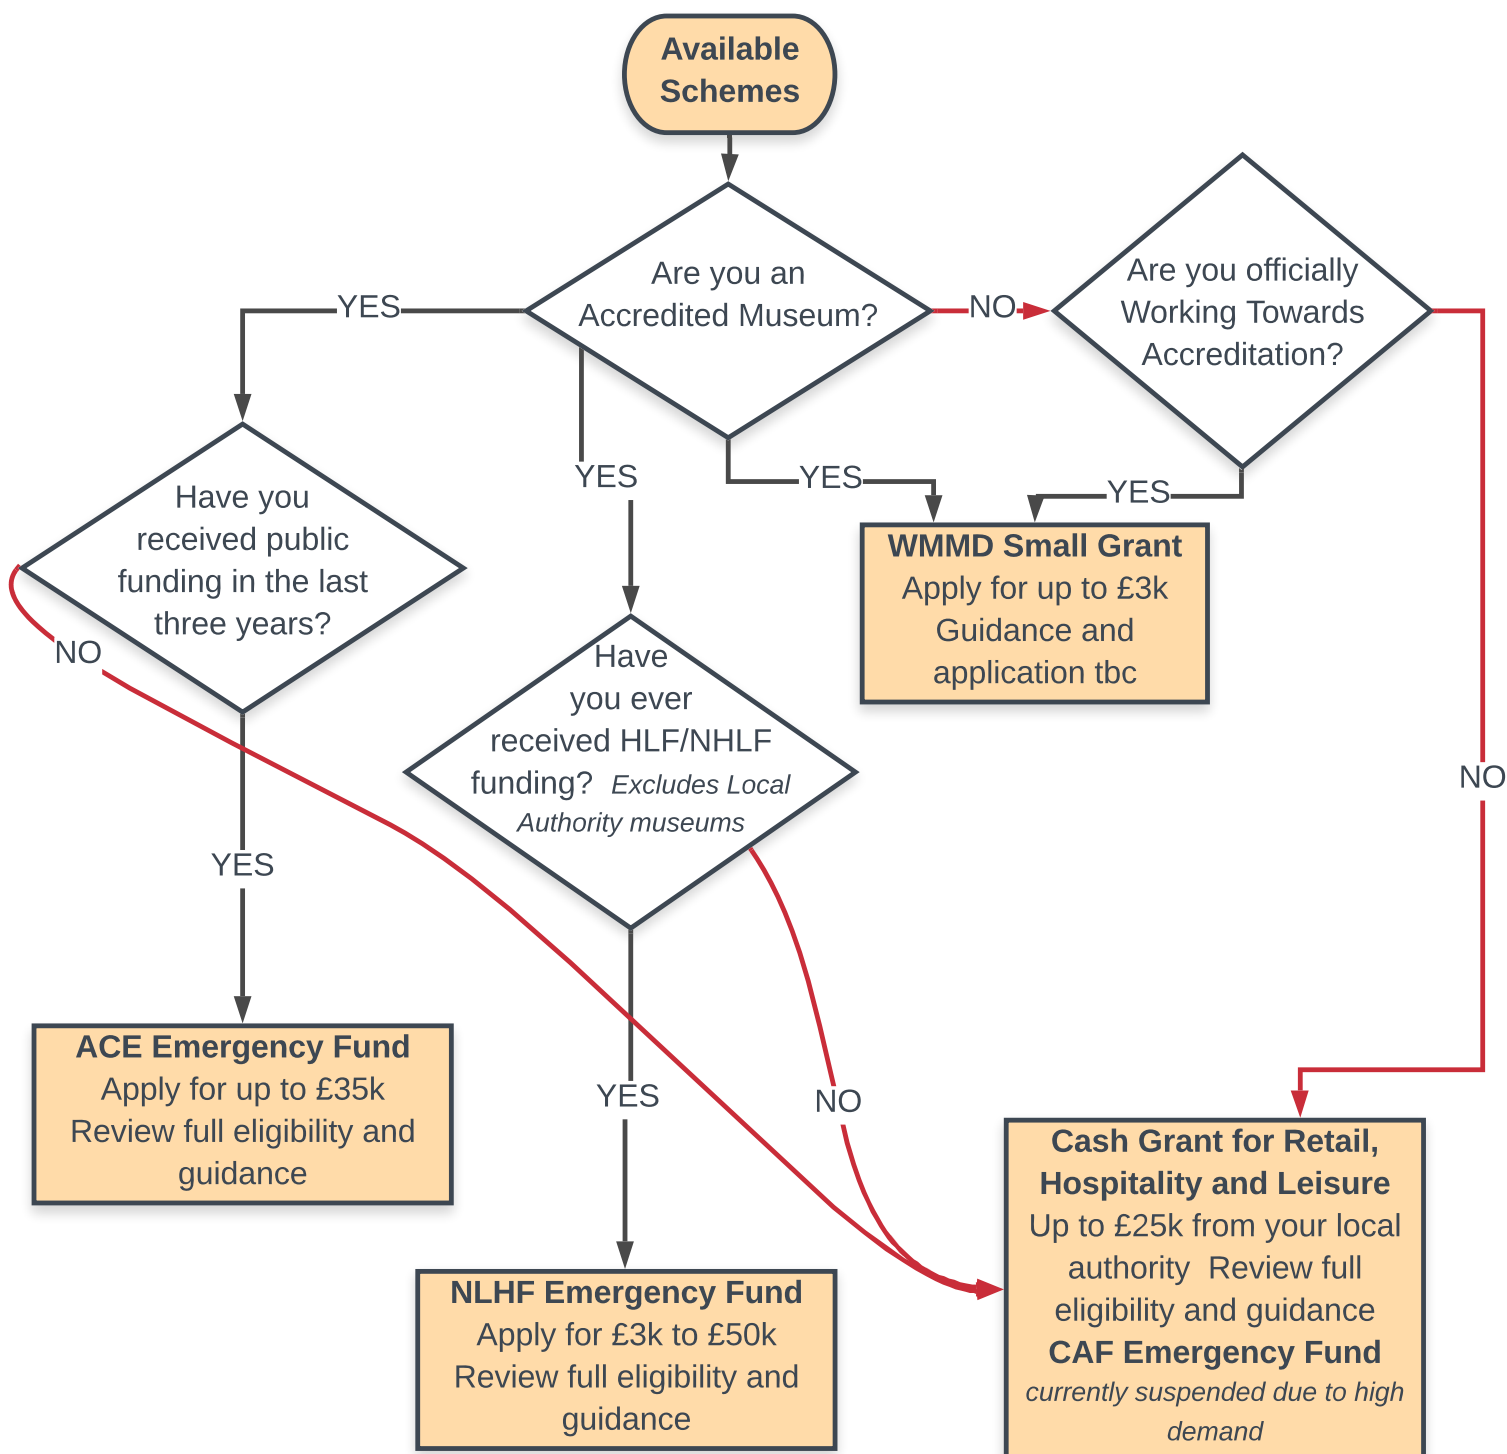 Available
Schemes
Are you an
Accredited Museum?
NO
Are you officially
Working Towards
Accreditation?
YES
YES
YES
YES
Have you
received public
funding in the last
three years?
NO
WMMD Small Grant
Apply for up to £3k
Guidance and
application tbc
Have
you ever
received HLF/NHLF
funding? Excludes Local
Authority museums
NO
YES
YES
NO
ACE Emergency Fund
Apply for up to £35k
Review full eligibility and
guidance
NLHF Emergency Fund
Apply for £3k to £50k
Review full eligibility and
guidance
Cash Grant for Retail,
Hospitality and Leisure
Up to £25k from your local
authority Review full
eligibility and guidance
CAF Emergency Fund
currently suspended due to high
demand